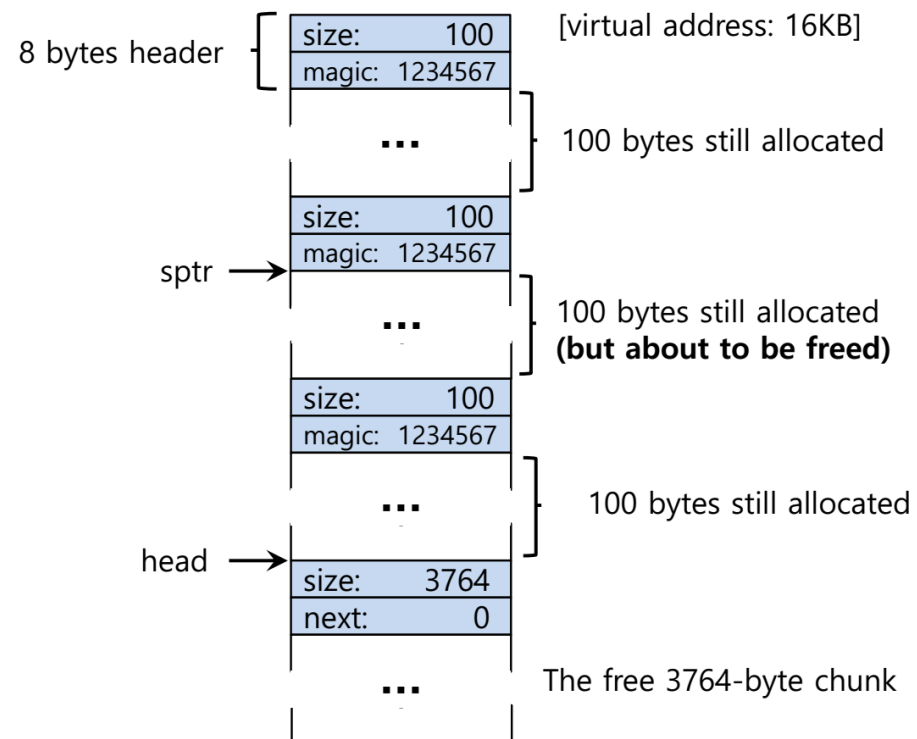 size: 100
[virtual address: 16KB]
8 bytes header
magic: 1234567
...
100 bytes still allocated
size: 100
magic: 1234567
sptr
...
100 bytes still allocated
(but about to be freed)
size: 100
magic: 1234567
...
100 bytes still allocated
head
size: 3764
next: 0
...
The free 3764-byte chunk